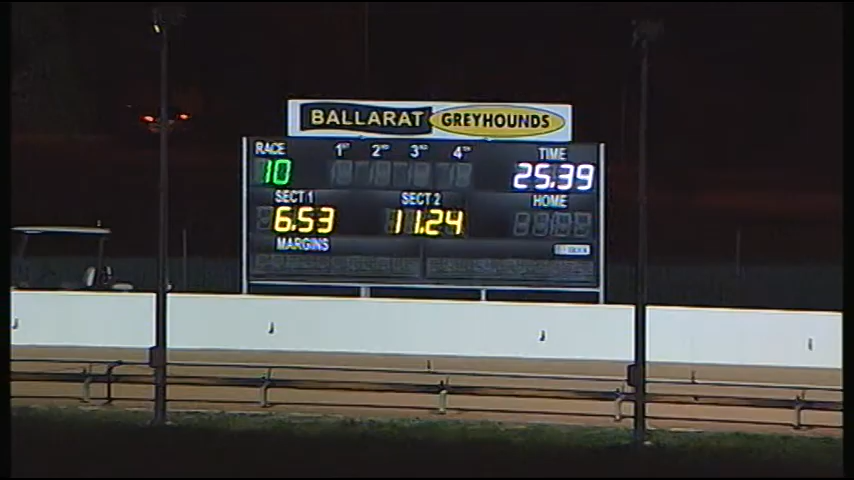 BALLARAT GREYHOUNDS
RACE 1ST 2ND 3RD 4TH TIME
10 25.39
SECT 1 SECT 2 HOME
6.53 11.24
MARGINS